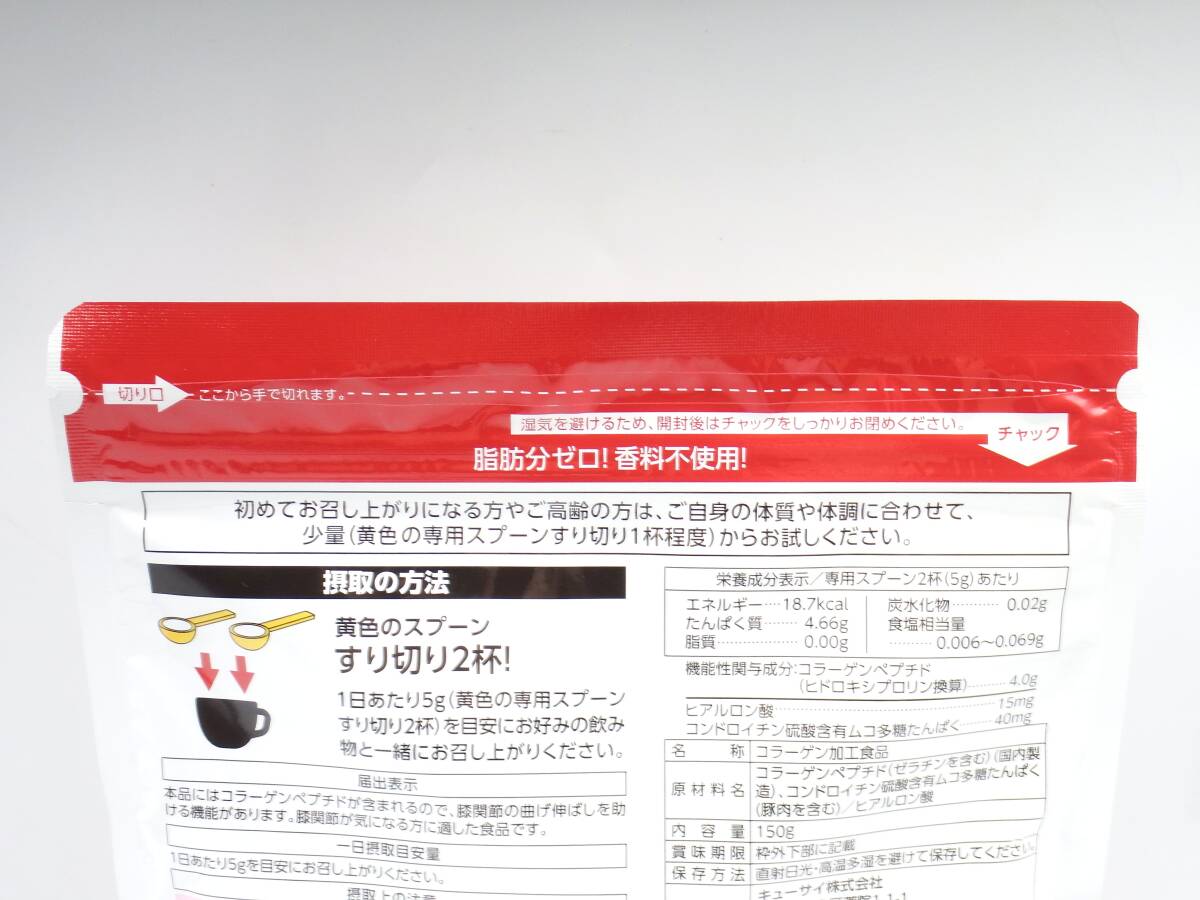 切り口
ここから手で切れます。
湿気を避けるため、開封後はチャックをしっかりお閉めください。
チャック
脂肪分ゼロ!香料不使用!
初めてお召し上がりになる方やご高齢の方は、ご自身の体質や体調に合わせて、
少量(黄色の専用スプーンすり切り1杯程度)からお試しください。
摂取の方法
黄色のスプーン
すり切り2杯!
1日あたり5g(黄色の専用スプーン
すり切り2杯)を目安にお好みの飲み
物と一緒にお召し上がりください。
届出表示
本品にはコラーゲンペプチドが含まれるので、膝関節の曲げ伸ばしを助
ける機能があります。膝関節が気になる方に適した食品です。
一日摂取目安量
1日あたり5gを目安にお召し上がりください。
摂取上の注意
栄養成分表示/専用スプーン2杯(5g)あたり
エネルギー…18.7kcal
たんぱく質……4.66g
脂質……………0.00g
炭水化物………0.02g
食塩相当量
………0.006〜0.069g
機能性関与成分:コラーゲンペプチド
(ヒドロキシプロリン換算)………4.0g
ヒアルロン酸……………15mg
コンドロイチン硫酸含有ムコ多糖たんぱく……40mg
名称 コラーゲン加工食品
原材料名 コラーゲンペプチド(ゼラチンを含む)(国内製
造)、コンドロイチン硫酸含有ムコ多糖たんぱく
(豚肉を含む)/ヒアルロン酸
内容量 150g
賞味期限 枠外下部に記載
保存方法 直射日光・高温多湿を避けて保存してください。
キューサイ株式会社